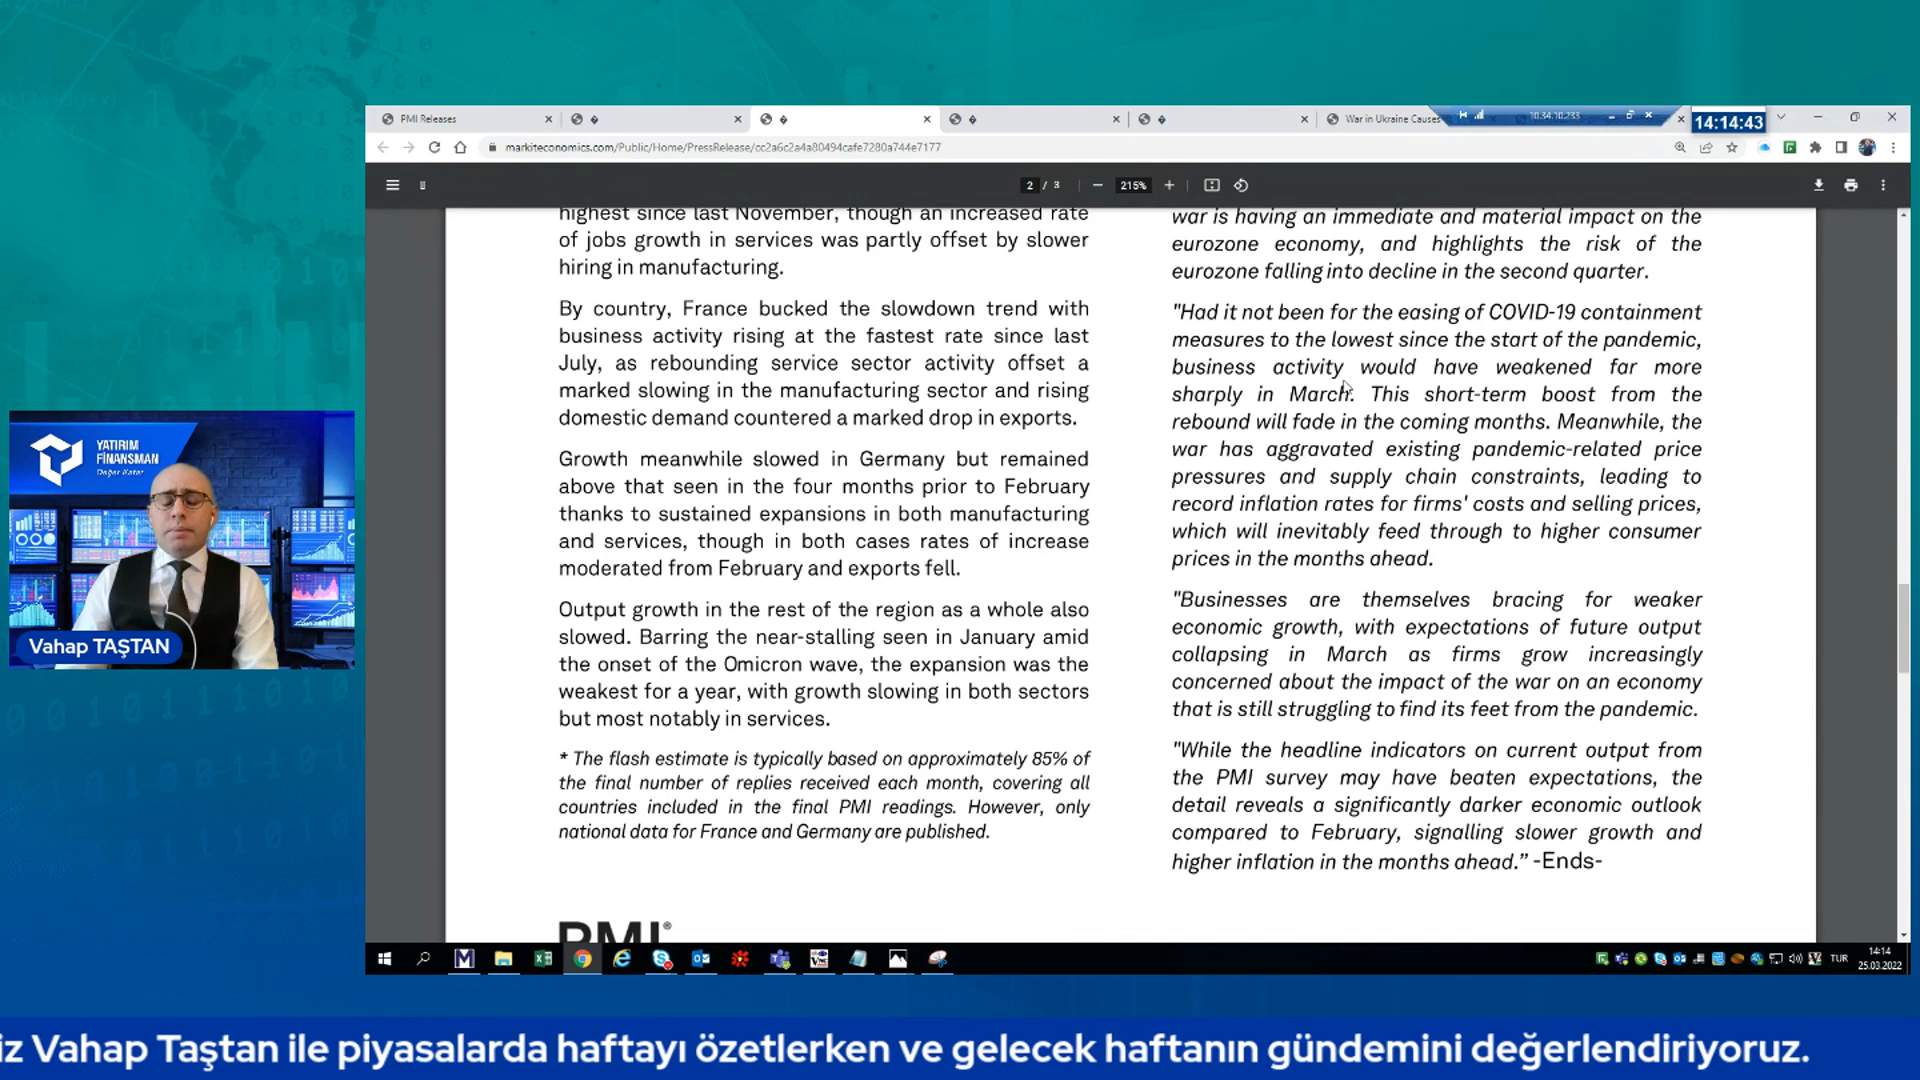 PMI Releases
War in Ukraine Causes
10.34.10.233
14:14:43
markiteconomics.com/Public/Home/PressRelease/cc2a6c2a4a80494cafe7280a744e7177
2 / 3
215%
highest since last November, though an increased rate
of jobs growth in services was partly offset by slower
hiring in manufacturing.
By country, France bucked the slowdown trend with
business activity rising at the fastest rate since last
July, as rebounding service sector activity offset a
marked slowing in the manufacturing sector and rising
domestic demand countered a marked drop in exports.
Growth meanwhile slowed in Germany but remained
above that seen in the four months prior to February
thanks to sustained expansions in both manufacturing
and services, though in both cases rates of increase
moderated from February and exports fell.
Output growth in the rest of the region as a whole also
slowed. Barring the near-stalling seen in January amid
the onset of the Omicron wave, the expansion was the
weakest for a year, with growth slowing in both sectors
but most notably in services.
* The flash estimate is typically based on approximately 85% of
the final number of replies received each month, covering all
countries included in the final PMI readings. However, only
national data for France and Germany are published.
PMI®
war is having an immediate and material impact on the
eurozone economy, and highlights the risk of the
eurozone falling into decline in the second quarter.
"Had it not been for the easing of COVID-19 containment
measures to the lowest since the start of the pandemic,
business activity would have weakened far more
sharply in March. This short-term boost from the
rebound will fade in the coming months. Meanwhile, the
war has aggravated existing pandemic-related price
pressures and supply chain constraints, leading to
record inflation rates for firms' costs and selling prices,
which will inevitably feed through to higher consumer
prices in the months ahead.
"Businesses are themselves bracing for weaker
economic growth, with expectations of future output
collapsing in March as firms grow increasingly
concerned about the impact of the war on an economy
that is still struggling to find its feet from the pandemic.
"While the headline indicators on current output from
the PMI survey may have beaten expectations, the
detail reveals a significantly darker economic outlook
compared to February, signalling slower growth and
higher inflation in the months ahead." -Ends-
YATIRIM
FİNANSMAN
Değer Katar
Vahap TAŞTAN
TUR
14:14
25.03.2022
iz Vahap Taştan ile piyasalarda haftayı özetlerken ve gelecek haftanın gündemini değerlendiriyoruz.